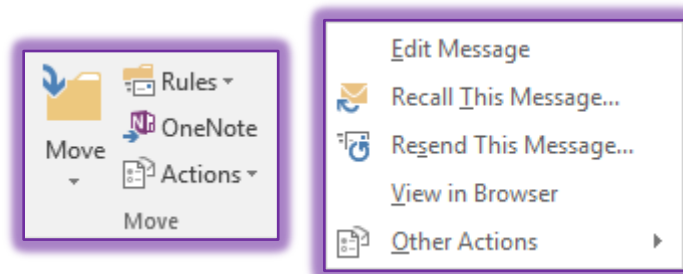 Move
Rules
OneNote
Actions
Move
Edit Message
Recall This Message...
Resend This Message...
View in Browser
Other Actions